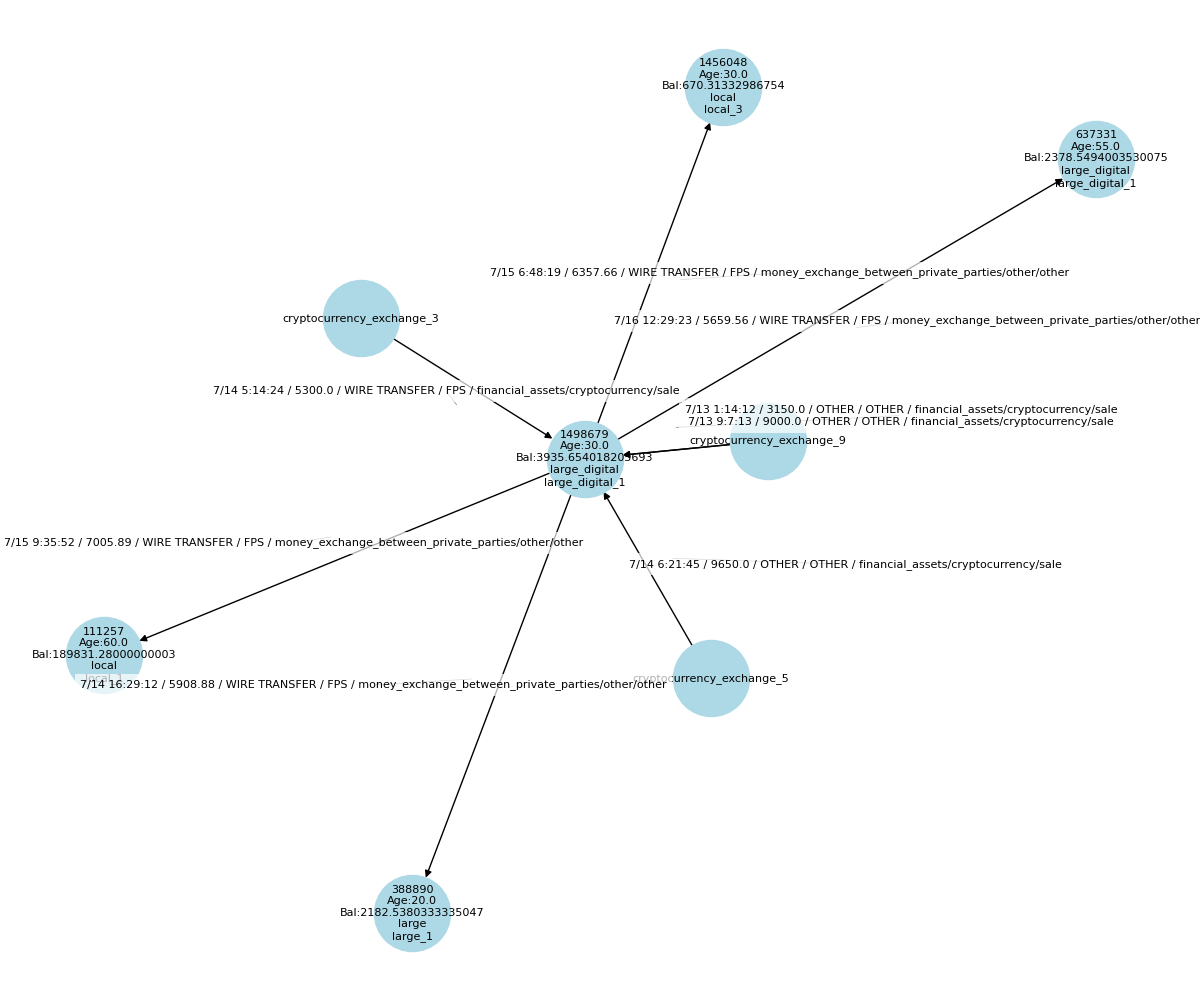 1456048
Age:30.0
Bal:670.31332986754
local
local_3
637331
Age:55.0
Bal:2378.5494003530075
large_digital
large_digital_1
7/15 6:48:19 / 6357.66 / WIRE TRANSFER / FPS / money_exchange_between_private_parties/other/other
cryptocurrency_exchange_3
7/16 12:29:23 / 5659.56 / WIRE TRANSFER / FPS / money_exchange_between_private_parties/other/other
7/14 5:14:24 / 5300.0 / WIRE TRANSFER / FPS / financial_assets/cryptocurrency/sale
7/13 1:14:12 / 3150.0 / OTHER / OTHER / financial_assets/cryptocurrency/sale
7/13 9:7:13 / 9000.0 / OTHER / OTHER / financial_assets/cryptocurrency/sale
cryptocurrency_exchange_9
1498679
Age:30.0
large_digital
large_digital_1
7/15 9:35:52 / 7005.89 / WIRE TRANSFER / FPS / money_exchange_between_private_parties/other/other
7/14 6:21:45 / 9650.0 / OTHER / OTHER / financial_assets/cryptocurrency/sale
111257
Age:60.0
Bal:189831.28000000003
local
7/14 16:29:12 / 5908.88 / WIRE TRANSFER / FPS / money_exchange_between_private_parties/other/other
cryptocurrency_exchange_5
388890
Age:20.0
Bal:2182.5380333335047
large
large_1